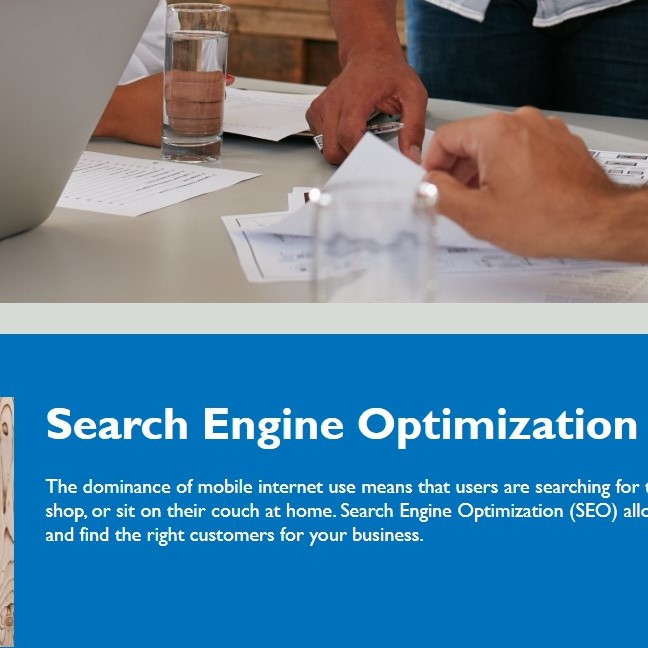 Search Engine Optimization
The dominance of mobile internet use means that users are searching for
shop, or sit on their couch at home. Search Engine Optimization (SEO)
and find the right customers for your business.